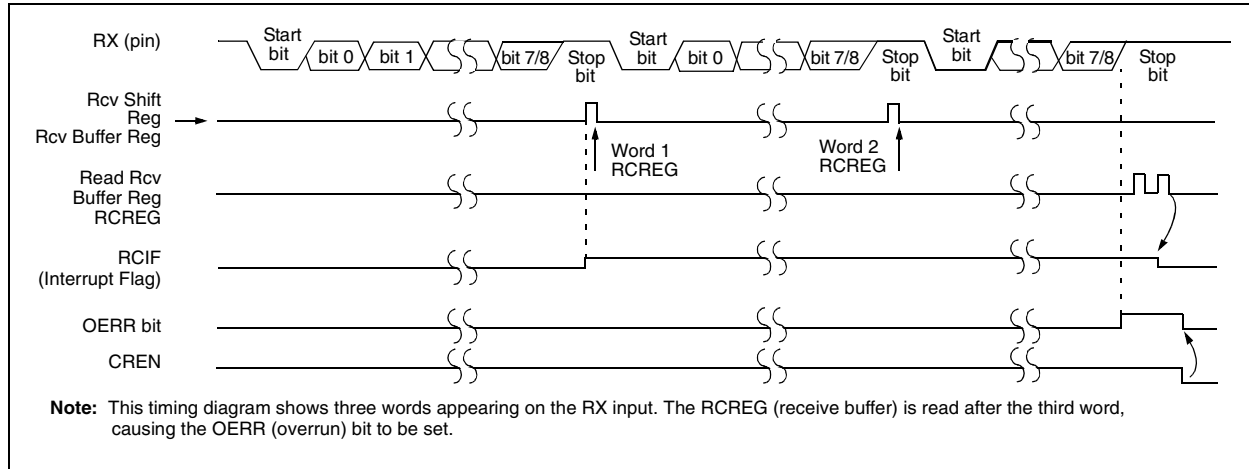 RX (pin)
Start
bit
bit 0
bit 1
bit 7/8
Stop
bit
Start
bit
bit 0
bit 7/8
Stop
bit
Start
bit
bit 7/8
Stop
bit
Rcv Shift
Reg
Rcv Buffer Reg
Word 1
RCREG
Word 2
RCREG
Read Rcv
Buffer Reg
RCREG
RCIF
(Interrupt Flag)
OERR bit
CREN
Note: This timing diagram shows three words appearing on the RX input. The RCREG (receive buffer) is read after the third word,
causing the OERR (overrun) bit to be set.